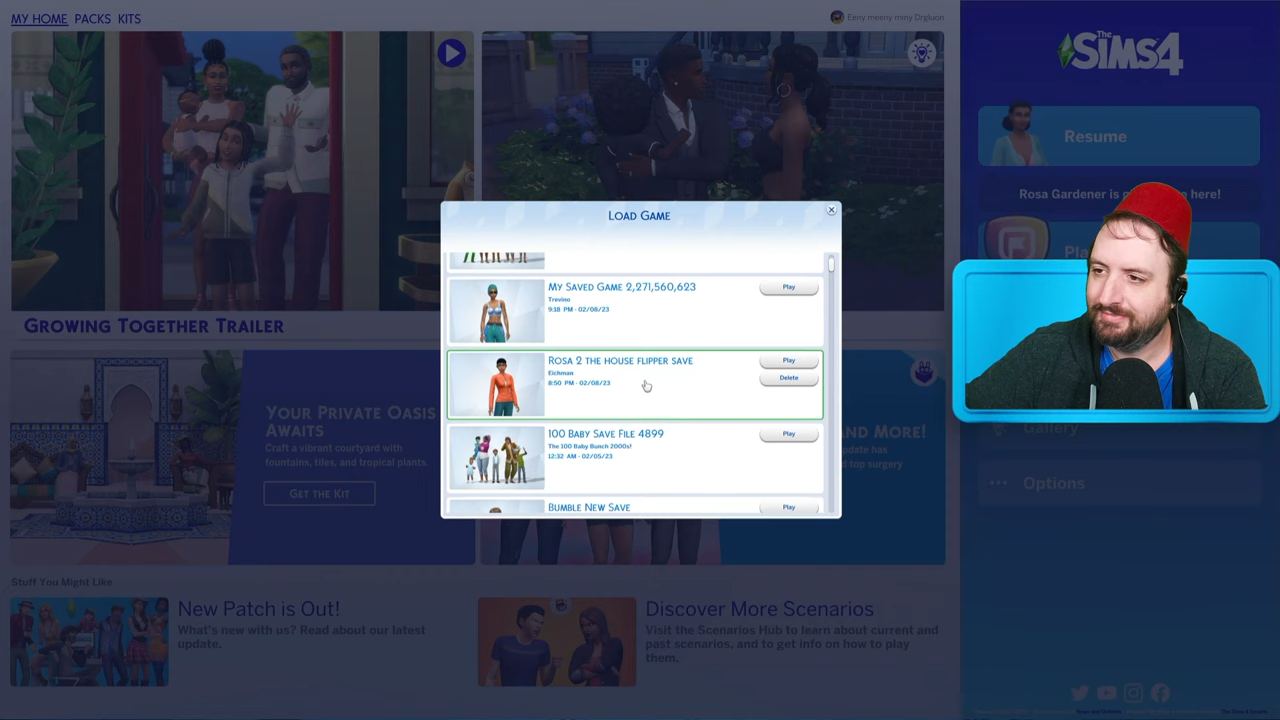 MY HOME PACKS KITS
Eeny meeny miny Drgluon
The Sims 4
Resume
Rosa Gardener is
here!
Load Game
My Saved Game 2,271,560,623
Play
Trevino
9:18 PM - 02/08/23
Growing Together Trailer
Rosa 2 the house flipper save
Play
Eichman
Delete
8:50 PM - 02/08/23
Your Private Oasis
Awaits
Craft a vibrant courtyard with
fountains, tiles, and tropical plants.
Get the Kit
100 Baby Save File 4899
Play
The 100 Baby Bunch 2000s!
12:32 AM - 02/05/23
and More!
update has
top surgery
Gallery
Options
Bumble New Save
Play
Stuff You Might Like
New Patch is Out!
What's new with us? Read about our latest
update.
Discover More Scenarios
Visit the Scenarios Hub to learn about current and
past scenarios, and to get info on how to play
them.